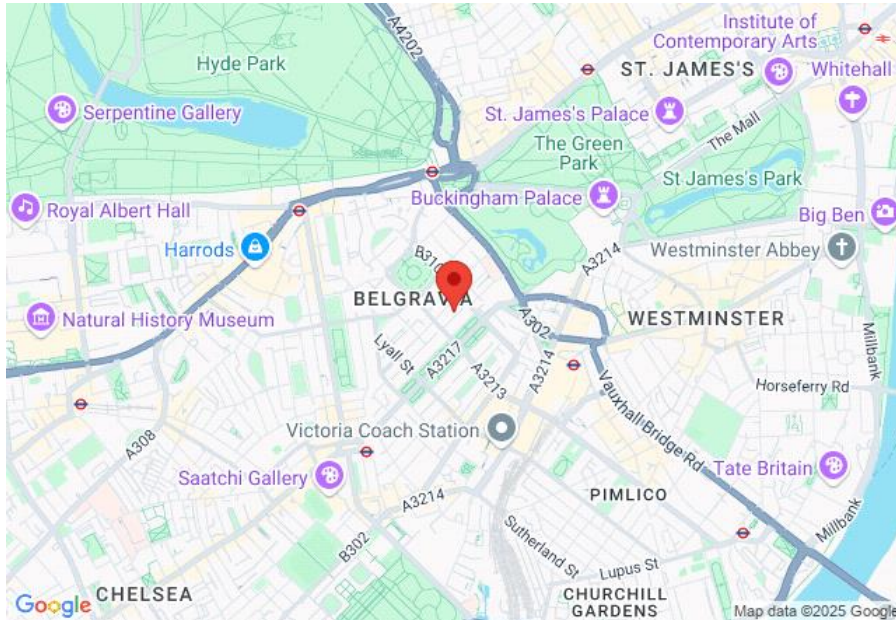 Hyde Park
A4202
Institute of
Contemporary Arts
ST. JAMES'S
Whitehall
Serpentine Gallery
St. James's Palace
The Mall
The Green
Park
St James's Park
Buckingham Palace
Royal Albert Hall
Big Ben
Harrods
A3214
Westminster Abbey
B310
BELGRAVIA
Natural History Museum
A302
WESTMINSTER
Lyall St
A3217
A3214
A3213
Millbank
Horseferry Rd
Vauxhall Bridge Rd
A308
Victoria Coach Station
Saatchi Gallery
Tate Britain
A3214
PIMLICO
Sutherland St
Millbank
B302
Lupus St
CHELSEA
CHURCHILL
GARDENS
Google
Map data ©2025 Google